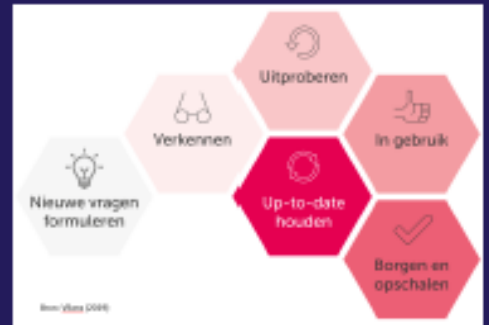 Uitproberen
Verkennen
In gebruik
Nieuwe vragen
formuleren
Up-to-date
houden
Borgen en
opschalen